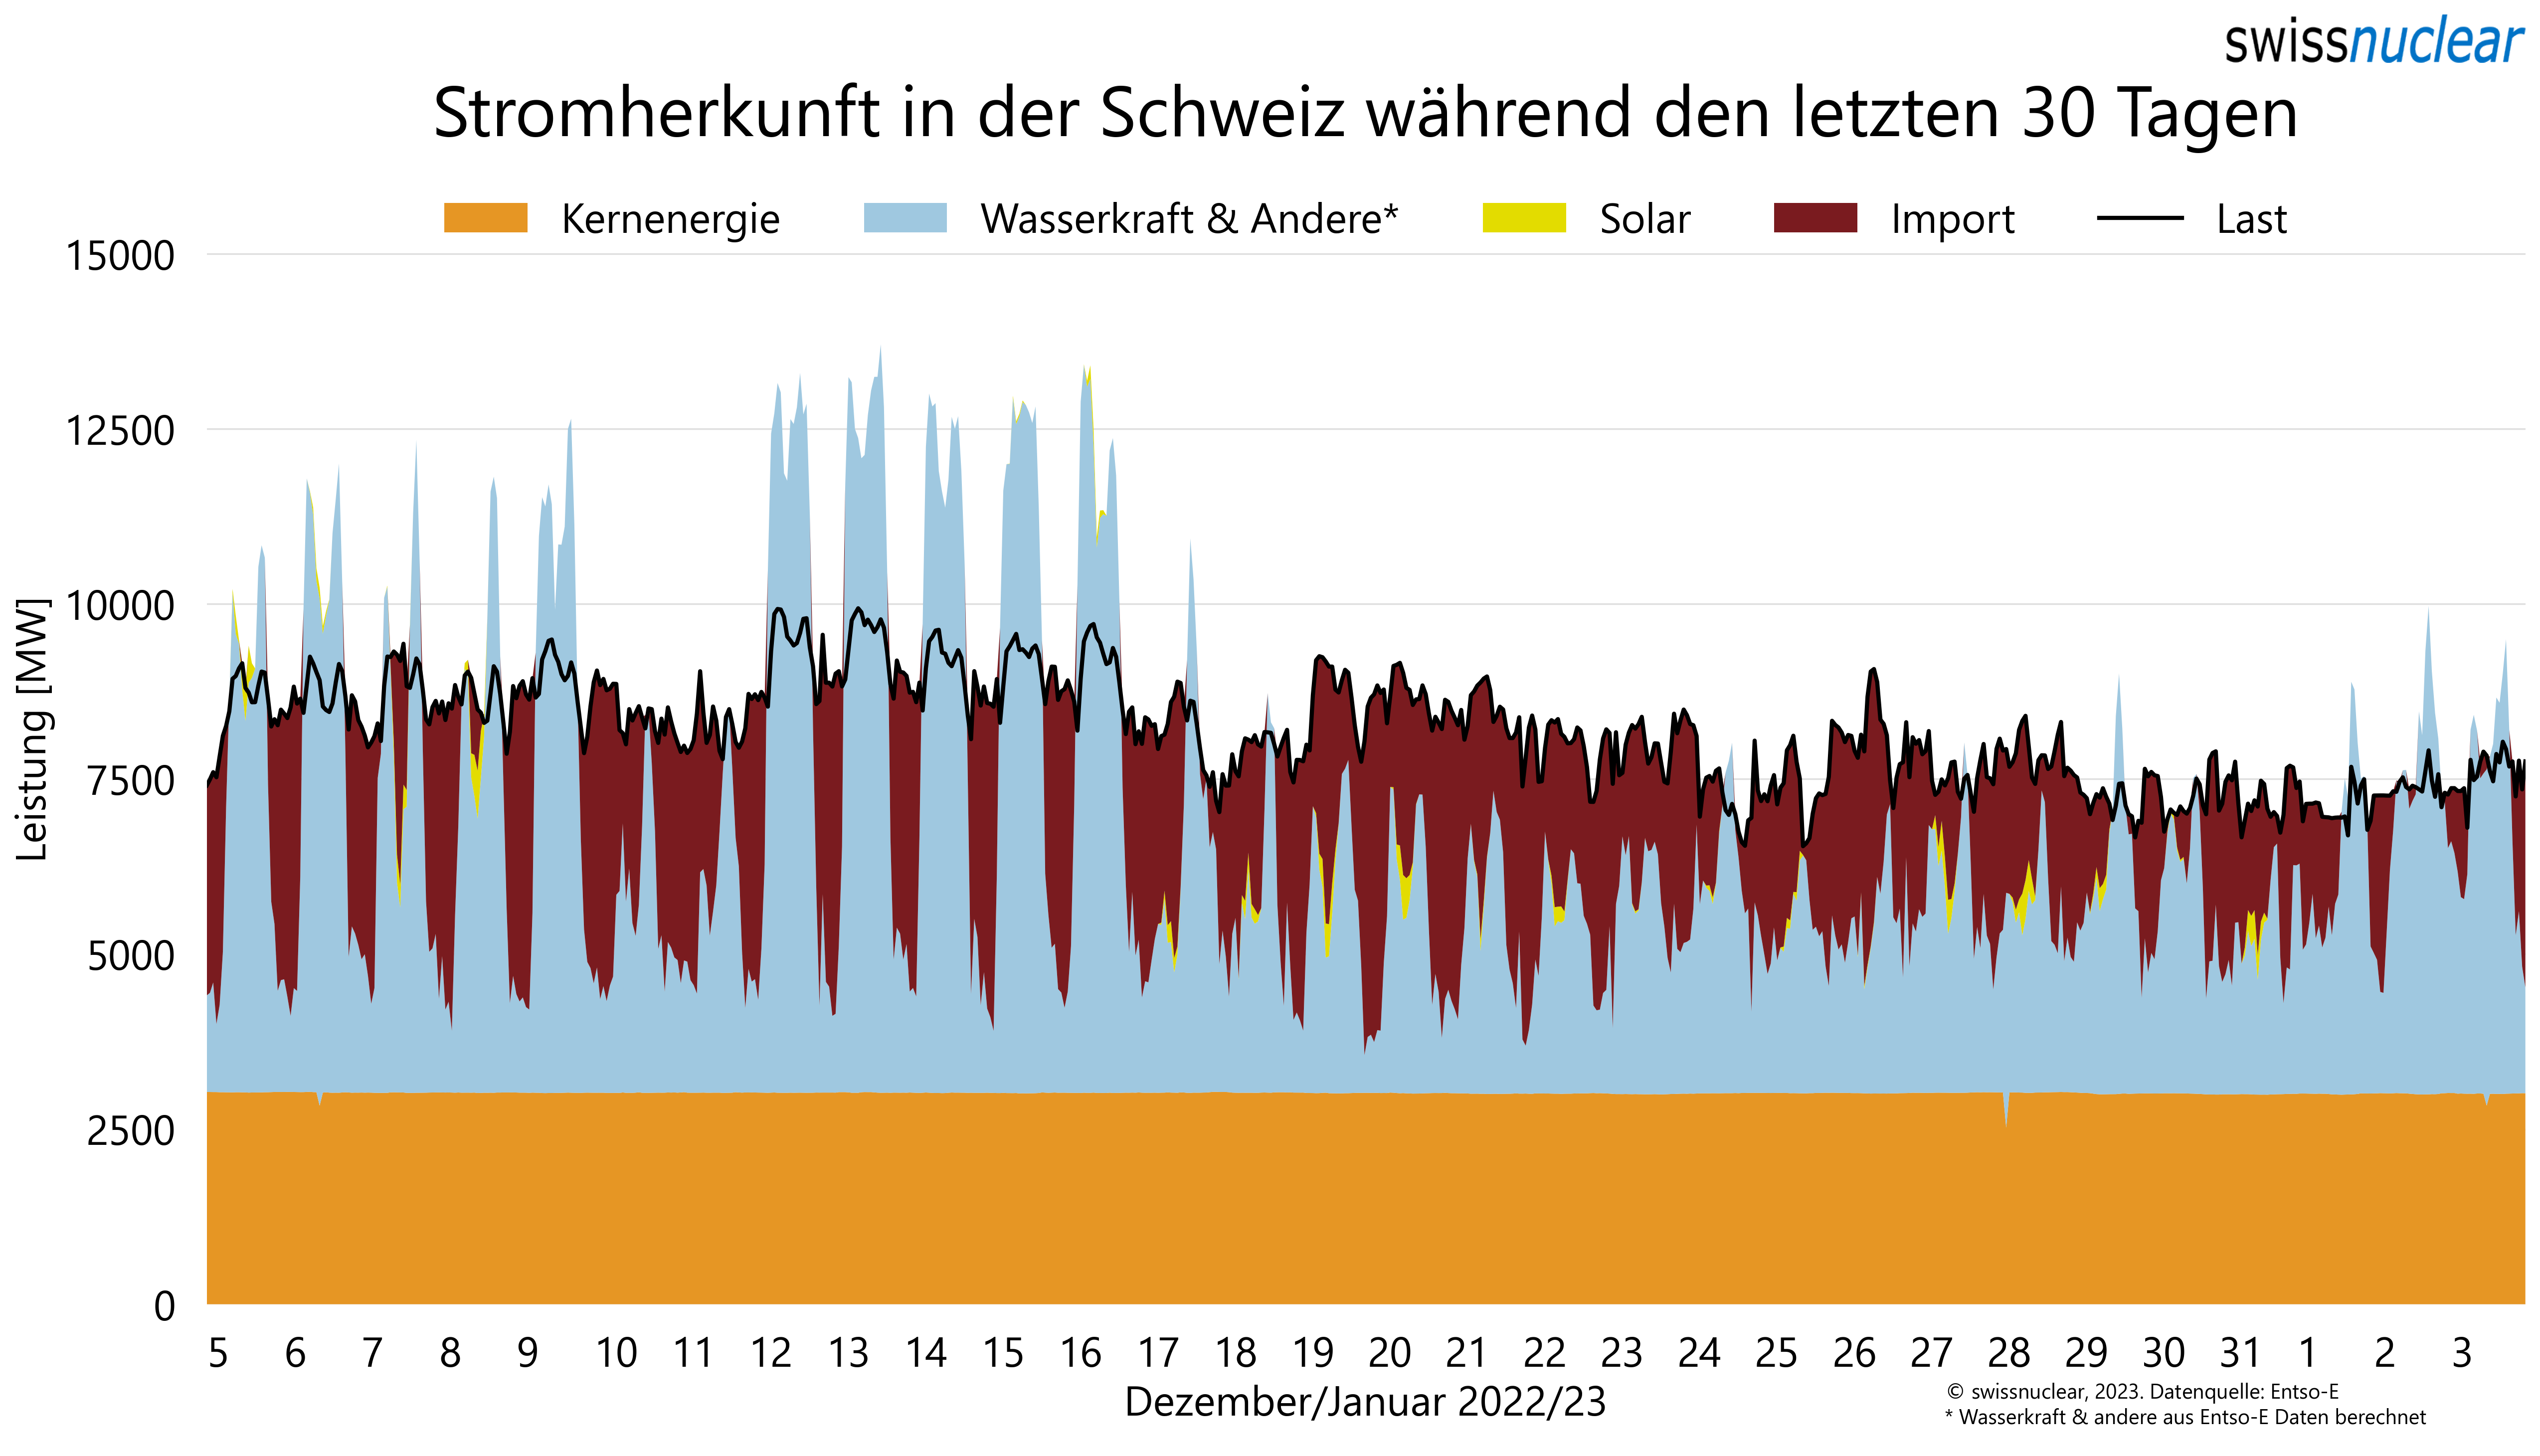 swissnuclear
Stromherkunft in der Schweiz während den letzten 30 Tagen
Kernenergie Wasserkraft & Andere* Solar Import Last
15000
12500
10000
7500
5000
2500
0
Leistung [MW]
5 6 7 8 9 10 11 12 13 14 15 16 17 18 19 20 21 22 23 24 25 26 27 28 29 30 31 1 2 3
Dezember/Januar 2022/23
© swissnuclear, 2023. Datenquelle: Entso-E
* Wasserkraft & andere aus Entso-E Daten berechnet